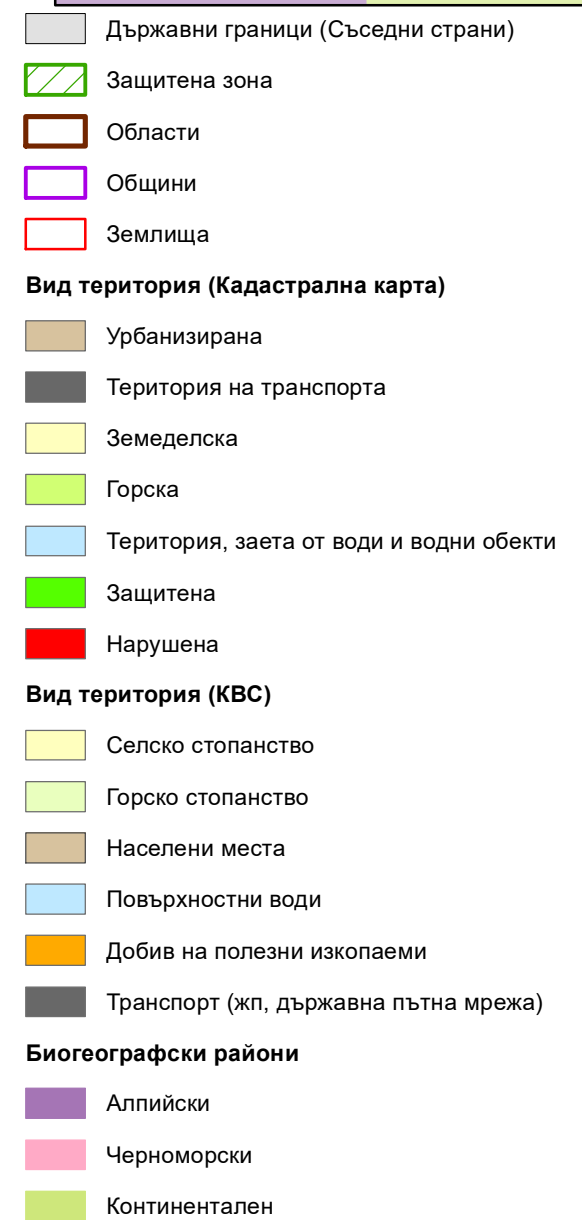 Държавни граници (Съседни страни)
Защитена зона
Области
Общини
Землища
Вид територия (Кадастрална карта)
Урбанизирана
Територия на транспорта
Земеделска
Горска
Територия, заета от води и водни обекти
Защитена
Нарушена
Вид територия (КВС)
Селско стопанство
Горско стопанство
Населени места
Повърхностни води
Добив на полезни изкопаеми
Транспорт (жп, държавна пътна мрежа)
Биогеографски райони
Алпийски
Черноморски
Континентален